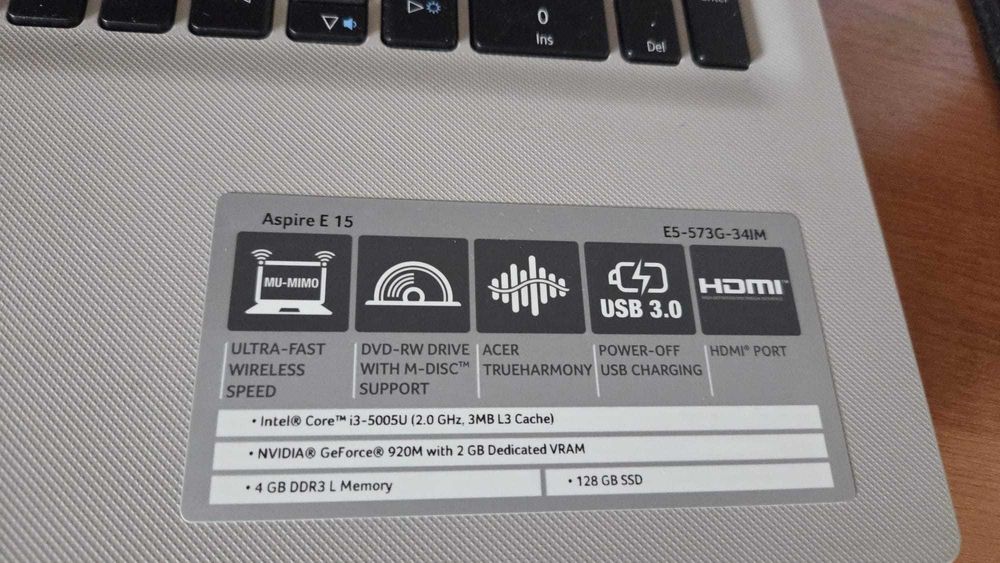 0
Ins
Del
Aspire E 15
E5-573G-34JM
MU-MIMO
USB 3.0
HDMI™
ULTRA-FAST
WIRELESS
SPEED
DVD-RW DRIVE
WITH M-DISC™
SUPPORT
ACER
TRUEHARMONY
POWER-OFF
USB CHARGING
HDMI® PORT
• Intel® Core™ i3-5005U (2.0 GHz, 3MB L3 Cache)
• NVIDIA® GeForce® 920M with 2 GB Dedicated VRAM
• 4 GB DDR3 L Memory
• 128 GB SSD